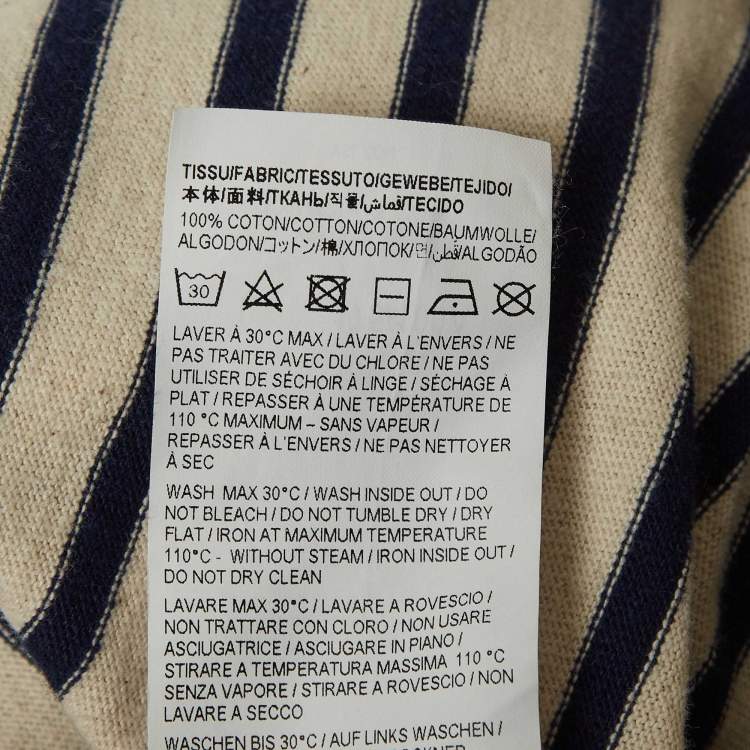 TISSU/FABRIC/TESSUTO/GEWEBE/TEJIDO/
本体/面料/ТКАНЬ/직물/قماش/TECIDO
100% COTON/COTTON/COTONE/BAUMWOLLE/
ALGODON/コットン/棉/ХЛОПОК/면/قطن/ALGODÃO
30
LAVER À 30°C MAX / LAVER À L'ENVERS / NE
PAS TRAITER AVEC DU CHLORE / NE PAS
UTILISER DE SÉCHOIR À LINGE / SÉCHAGE À
PLAT / REPASSER À UNE TEMPÉRATURE DE
110 °C MAXIMUM – SANS VAPEUR /
REPASSER À L'ENVERS / NE PAS NETTOYER
À SEC
WASH MAX 30°C / WASH INSIDE OUT / DO
NOT BLEACH / DO NOT TUMBLE DRY / DRY
FLAT / IRON AT MAXIMUM TEMPERATURE
110°C - WITHOUT STEAM / IRON INSIDE OUT /
DO NOT DRY CLEAN
LAVARE MAX 30°C / LAVARE A ROVESCIO /
NON TRATTARE CON CLORO / NON USARE
ASCIUGATRICE / ASCIUGARE IN PIANO /
STIRARE A TEMPERATURA MASSIMA 110 °C
SENZA VAPORE / STIRARE A ROVESCIO / NON
LAVARE A SECCO
WASCHEN BIS 30°C / AUF LINKS WASCHEN /